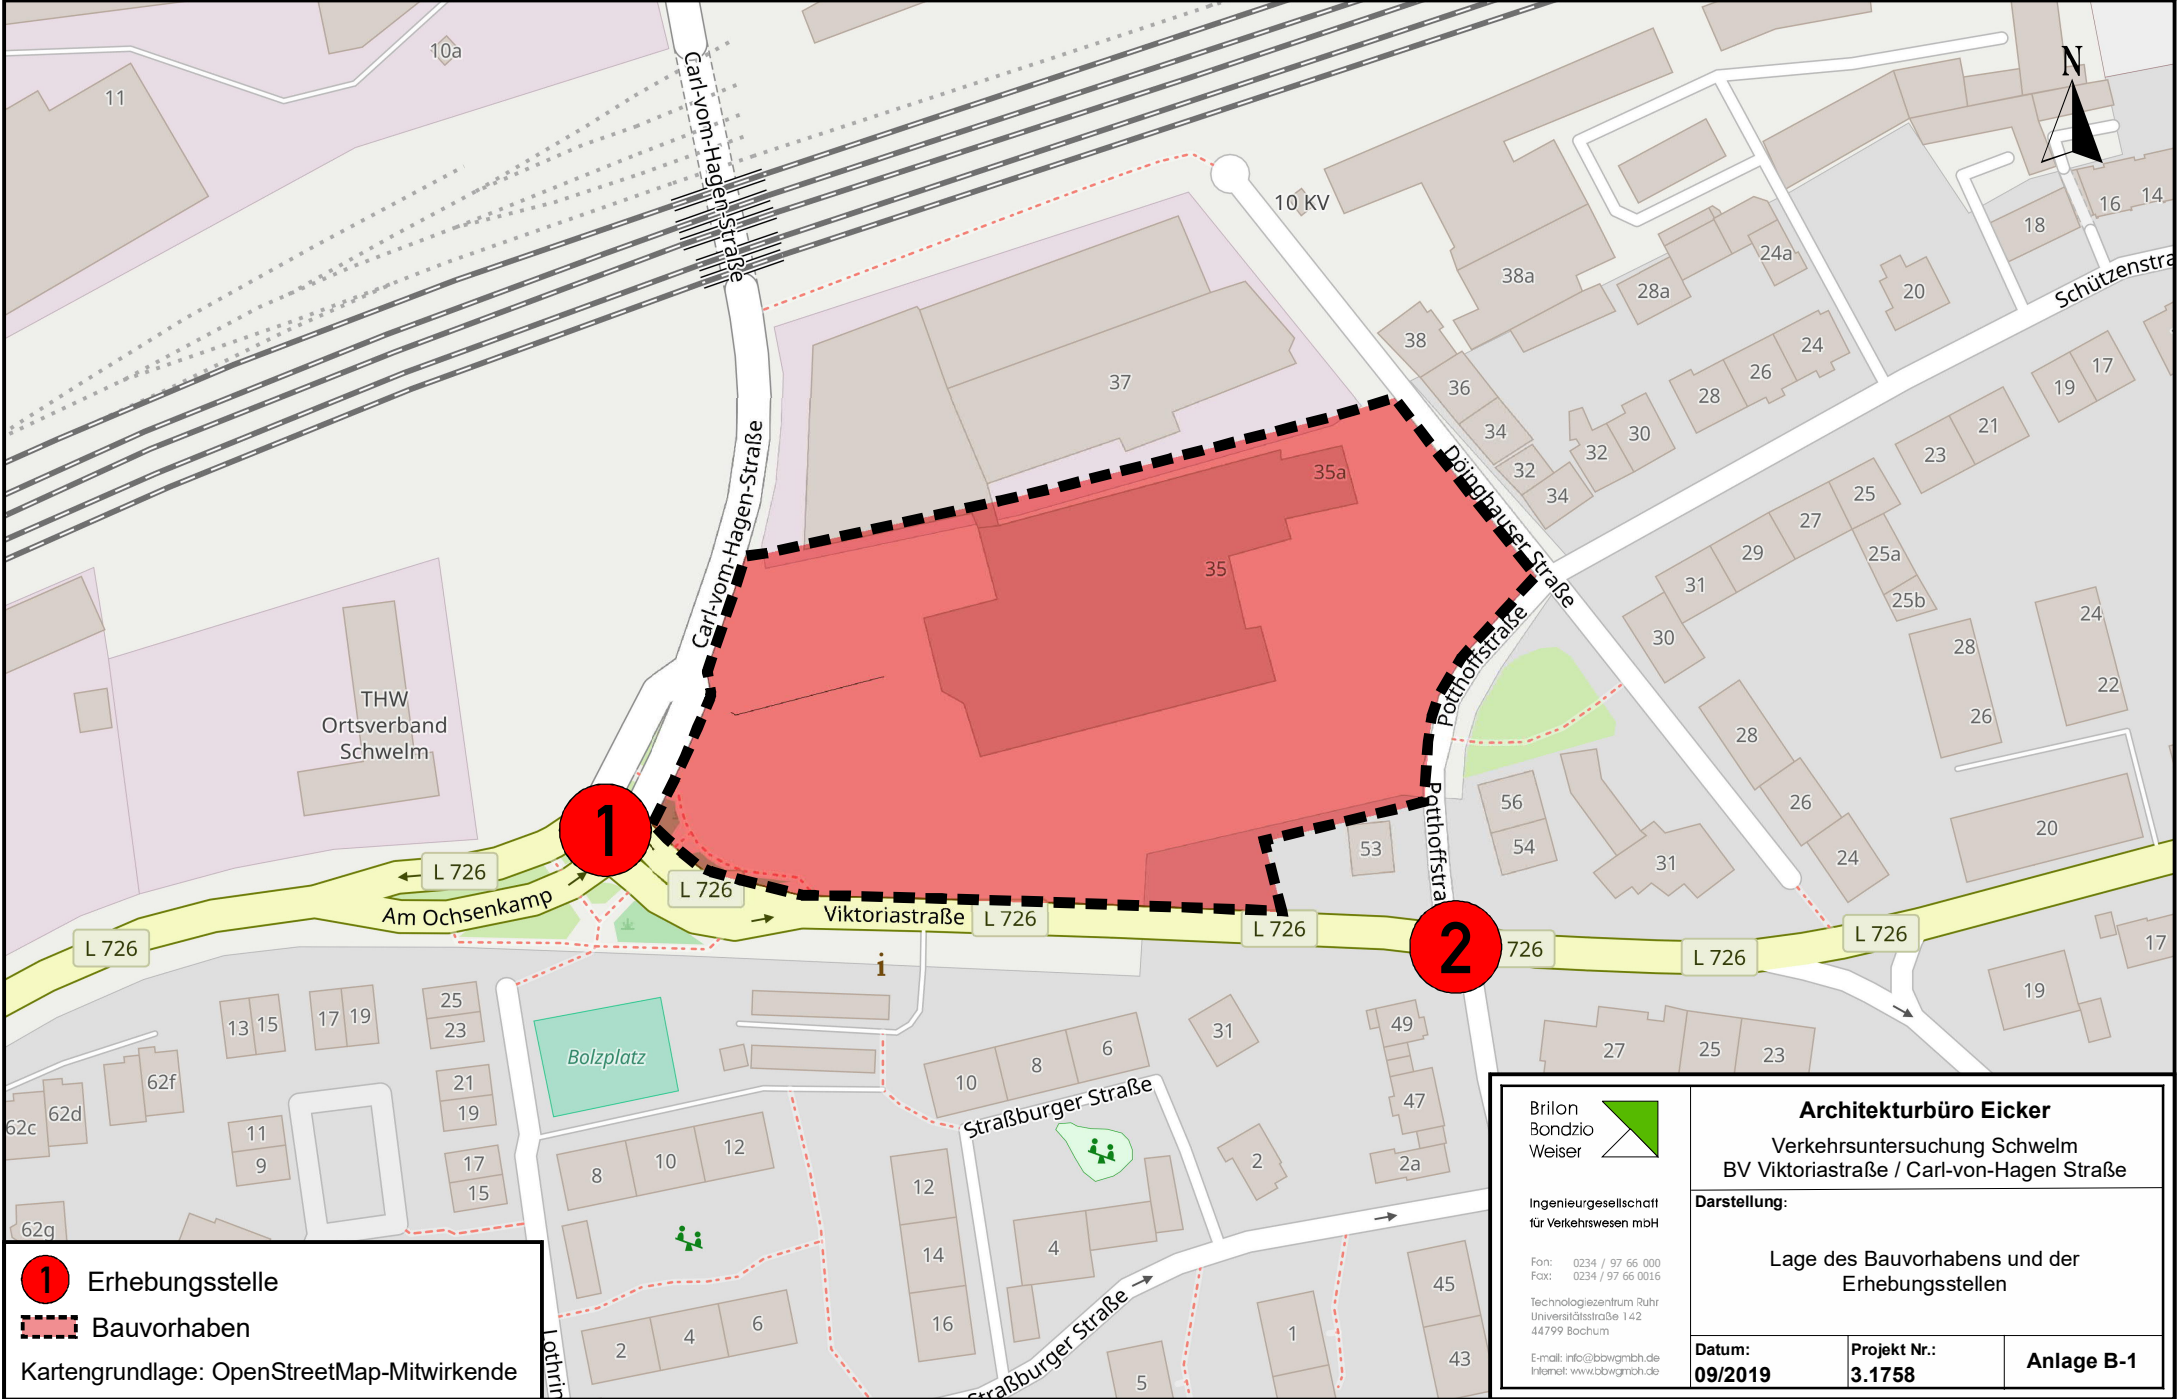 10a
11
Carl-vom-Hagen-Straße
N
10 KV
16
14
18
24a
38a
28a
20
Schützenstra
38
24
37
36
26
17
28
19
34
30
21
Carl-vom-Hagen-Straße
32
23
35a
32
34
25
Döinghauser Straße
27
35
29
25a
31
25b
Carl-vom-Hagen-Straße
Potthoffstraße
30
24
28
22
THW
Ortsverband
Schwelm
26
28
56
26
Potthoffstra
20
1
53
54
31
24
L 726
L 726
Am Ochsenkamp
Viktoriastraße
L 726
L 726
L 726
2
726
L 726
L 726
17
i
25
19
13 15
17 19
23
31
49
Bolzplatz
6
27
25
23
62f
21
10
8
62d
19
Straßburger Straße
47
62c
11
12
9
17
8
10
2
2a
15
12
62g
4
14
45
16
6
4
2
Straßburger Straße
1
43
5
Lothrin
1 Erhebungsstelle
Bauvorhaben
Kartengrundlage: OpenStreetMap-Mitwirkende
Brilon
Bondzio
Weiser
Ingenieurgesellschaft
für Verkehrswesen mbH
Fon: 0234 / 97 66 000
Fax: 0234 / 97 66 0016
Technologiezentrum Ruhr
Universitätsstraße 142
44799 Bochum
E-mail: info@bbwgmbh.de
Internet: www.bbwgmbh.de
Architekturbüro Eicker
Verkehrsuntersuchung Schwelm
BV Viktoriastraße / Carl-von-Hagen Straße
Darstellung:
Lage des Bauvorhabens und der
Erhebungsstellen
Datum:
09/2019
Projekt Nr.:
3.1758
Anlage B-1